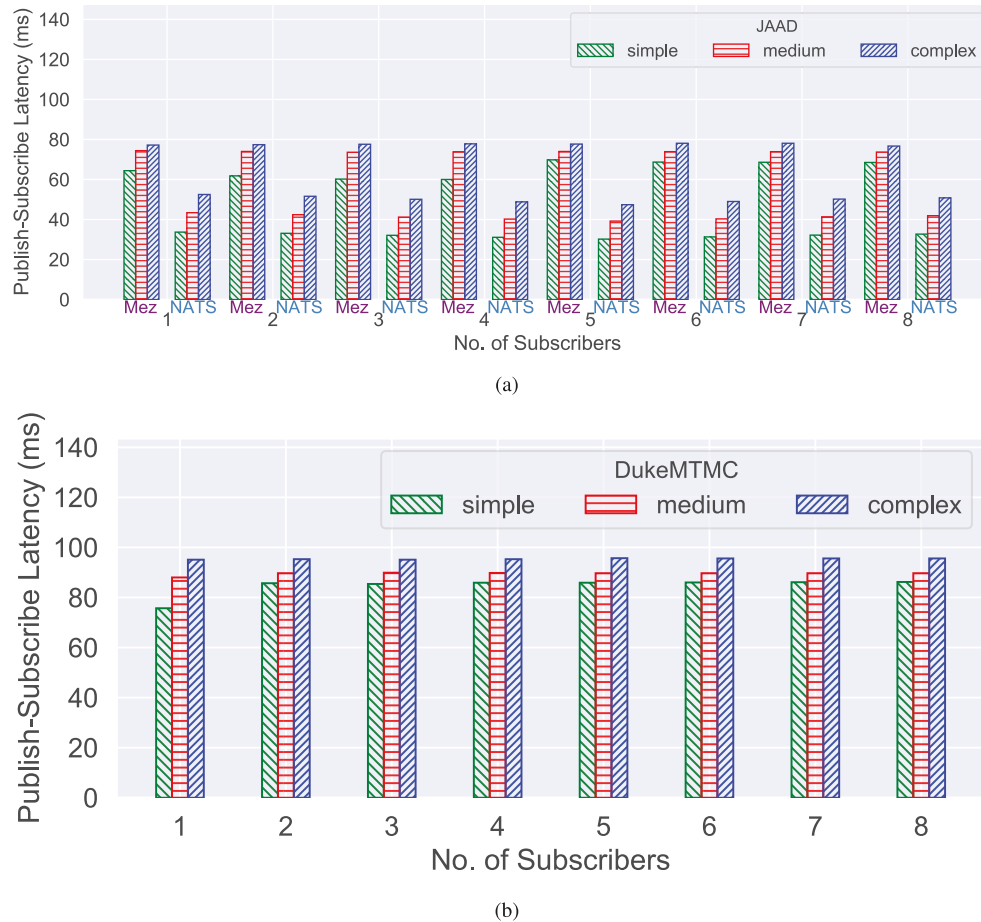 Publish-Subscribe Latency (ms)
140
120
100
80
60
40
20
0
JAAD
simple medium complex
Mez NATS Mez NATS Mez NATS Mez NATS Mez NATS Mez NATS Mez NATS Mez NATS
1 2 3 4 5 6 7 8
No. of Subscribers
(a)
Publish-Subscribe Latency (ms)
140
120
100
80
60
40
20
0
DukeMTMC
simple medium complex
1 2 3 4 5 6 7 8
No. of Subscribers
(b)